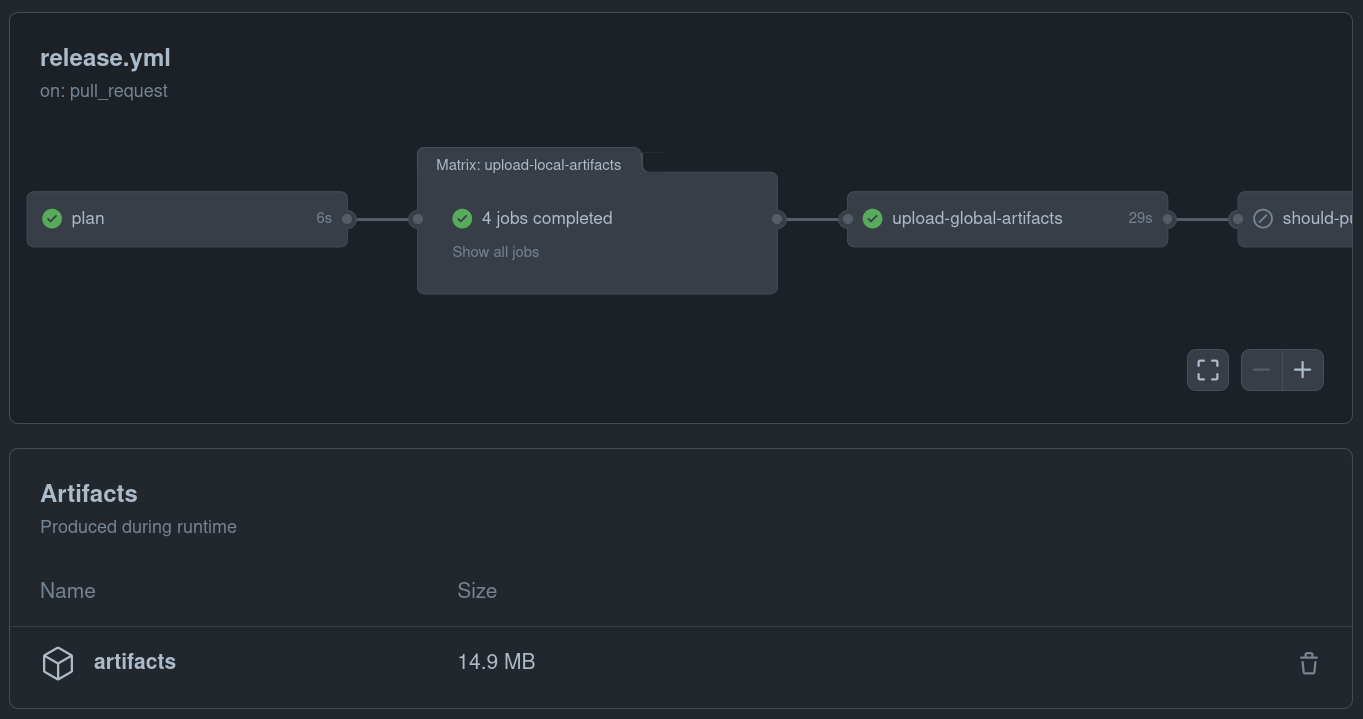 release.yml
on: pull_request
Matrix: upload-local-artifacts
plan 6s
4 jobs completed
Show all jobs
upload-global-artifacts 29s
should-pu
Artifacts
Produced during runtime
Name Size
artifacts 14.9 MB